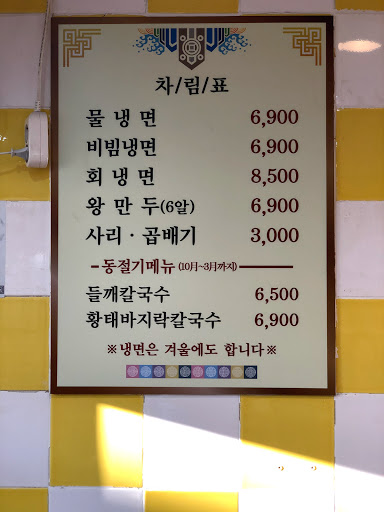 차/림/표
물 냉 면 6,900
비빔냉면 6,900
회 냉 면 8,500
왕 만 두(6알) 6,900
사리 · 곱배기 3,000
동절기메뉴 (10月~3月까지)
들깨칼국수 6,500
황태바지락칼국수 6,900
※냉면은 겨울에도 합니다※